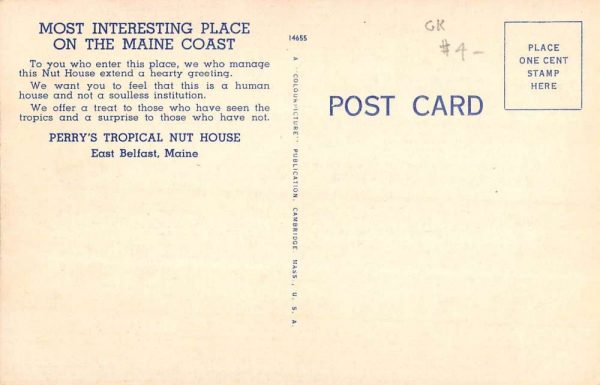 MOST INTERESTING PLACE
ON THE MAINE COAST
To you who enter this place, we who manage
this Nut House extend a hearty greeting.
We want you to feel that this is a human
house and not a soulless institution.
We offer a treat to those who have seen the
tropics and a surprise to those who have not.
PERRY'S TROPICAL NUT HOUSE
East Belfast, Maine
14655
A "COLOURPICTURE" PUBLICATION, CAMBRIDGE, MASS., U. S. A.
GK
#4-
POST CARD
PLACE
ONE CENT
STAMP
HERE